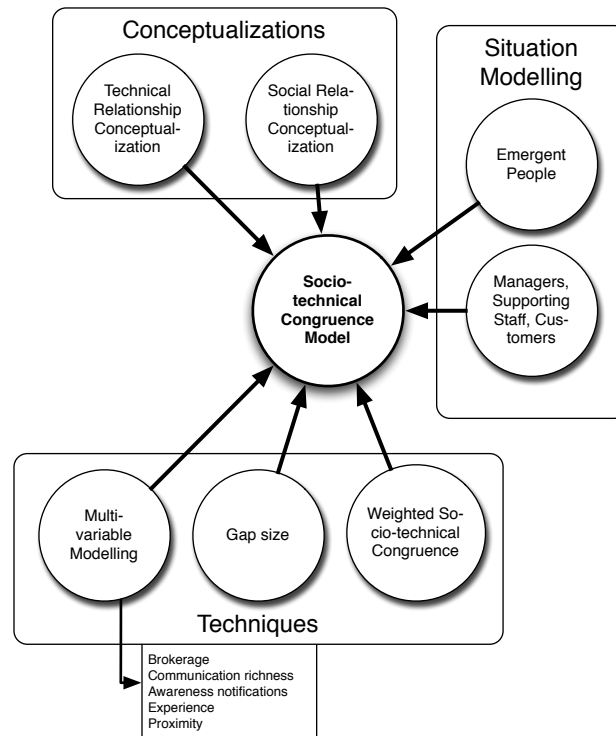 Conceptualizations
Technical
Relationship
Conceptual-
ization
Social Rela-
tionship
Conceptual-
ization
Situation
Modelling
Emergent
People
Managers,
Supporting
Staff, Cus-
tomers
Socio-
technical
Congruence
Model
Multi-
variable
Modelling
Gap size
Weighted So-
cio-technical
Congruence
Techniques
Brokerage
Communication richness
Awareness notifications
Experience
Proximity